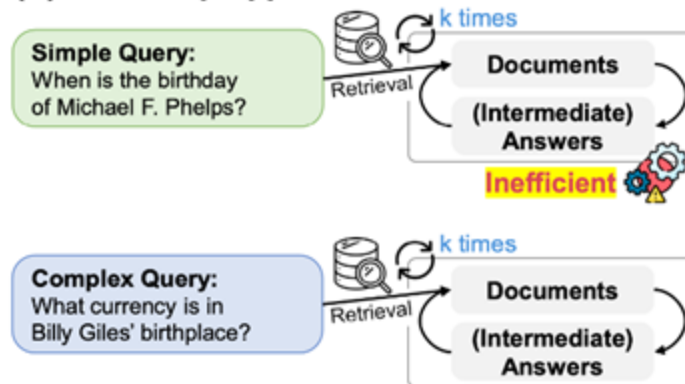 Simple Query:
When is the birthday
of Michael F. Phelps?
Retrieval
k times
Documents
(Intermediate)
Answers
Inefficient
Complex Query:
What currency is in
Billy Giles' birthplace?
Retrieval
k times
Documents
(Intermediate)
Answers